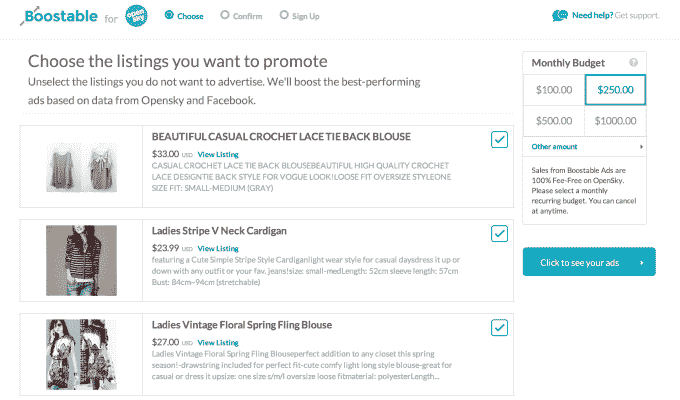 Boostable for open sky
Choose
Confirm
Sign Up
Need help? Get support.
Choose the listings you want to promote
Unselect the listings you do not want to advertise. We'll boost the best-performing
ads based on data from Opensky and Facebook.
BEAUTIFUL CASUAL CROCHET LACE TIE BACK BLOUSE
$33.00 USD View Listing
CASUAL CROCHET LACE TIE BACK BLOUSEBEAUTIFUL HIGH QUALITY CROCHET
LACE DESIGNTIE BACK STYLE FOR VOGUE LOOK!LOOSE FIT OVERSIZE STYLEONE
SIZE FIT: SMALL-MEDIUM (GRAY)
Ladies Stripe V Neck Cardigan
$23.99 USD View Listing
featuring a Cute Simple Stripe Style Cardiganlight wear style for casual daysdress it up or
down with any outfit or your fav. jeans!size: small-medLength: 52cm sleeve length: 57cm
Bust: 84cm~94cm (stretchable)
Ladies Vintage Floral Spring Fling Blouse
$27.00 USD View Listing
Ladies Vintage Floral Spring Fling Blouseperfect addition to any closet this spring
season!-drawstring included for perfect fit-cute comfy light long style blouse-great for
casual or dress it upsize: one size s/m/l oversize loose fitmaterial: polyesterLength...
Monthly Budget ?
$100.00 $250.00
$500.00 $1000.00
Other amount
Sales from Boostable Ads are
100% Fee-Free on OpenSky.
Please select a monthly
recurring budget. You can cancel
at anytime.
Click to see your ads